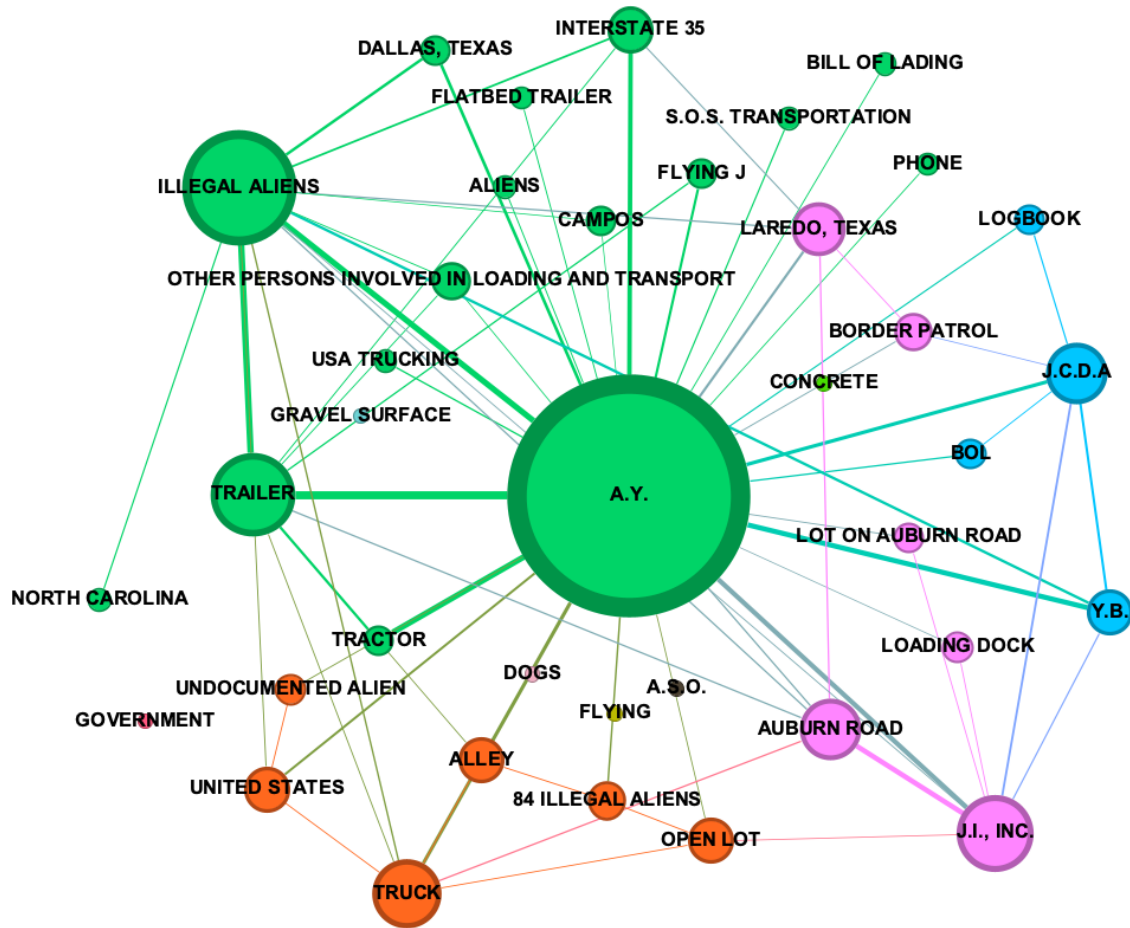 INTERSTATE 35
DALLAS, TEXAS
BILL OF LADING
FLATBED TRAILER
S.O.S. TRANSPORTATION
PHONE
FLYING J
ILLEGAL ALIENS
ALIENS
CAMPOS
LOGBOOK
LAREDO, TEXAS
OTHER PERSONS INVOLVED IN LOADING AND TRANSPORT
BORDER PATROL
USA TRUCKING
J.C.D.A
CONCRETE
GRAVEL SURFACE
BOL
TRAILER
A.Y.
LOT ON AUBURN ROAD
NORTH CAROLINA
Y.B.
TRACTOR
LOADING DOCK
DOGS
UNDOCUMENTED ALIEN
A.S.O.
FLYING
GOVERNMENT
AUBURN ROAD
ALLEY
UNITED STATES
84 ILLEGAL ALIENS
J.I., INC.
OPEN LOT
TRUCK